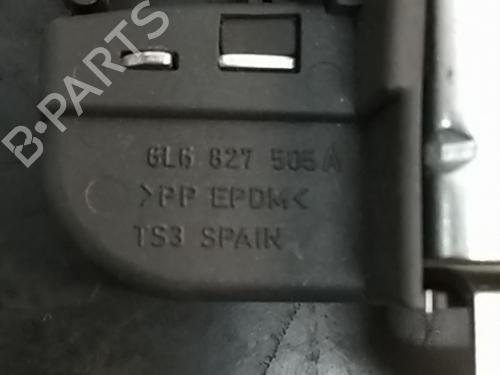 B-PARTS
6L6 827 505 A
>PP EPDM<
TS3 SPAIN